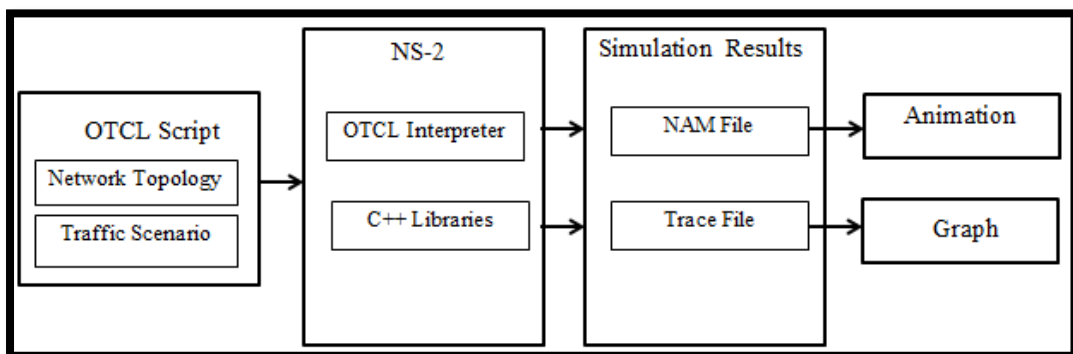 OTCL Script
Network Topology
Traffic Scenario
NS-2
OTCL Interpreter
C++ Libraries
Simulation Results
NAM File
Trace File
Animation
Graph